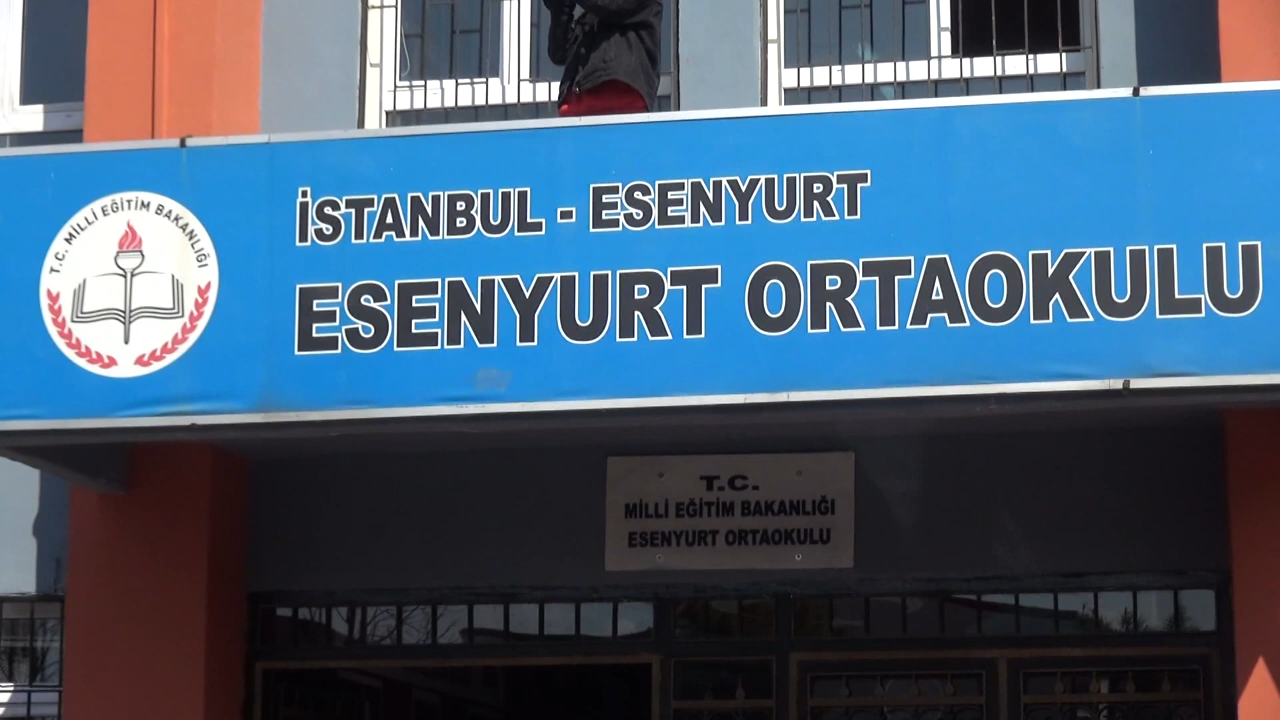 T.C. MİLLİ EĞİTİM BAKANLIĞI
İSTANBUL - ESENYURT
ESENYURT ORTAOKULU
T.C.
MİLLİ EĞİTİM BAKANLIĞI
ESENYURT ORTAOKULU